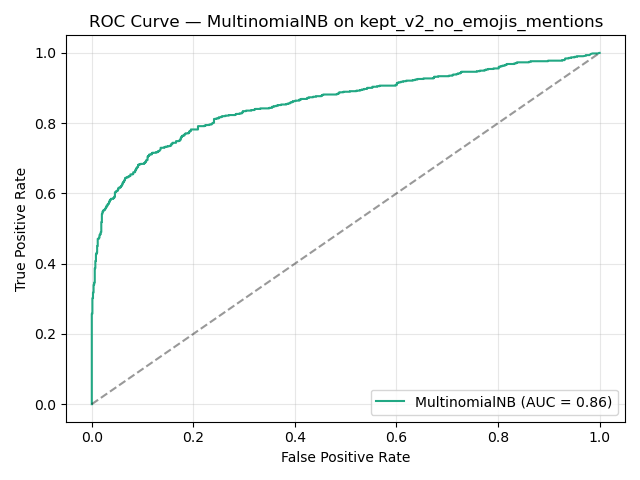 ROC Curve — MultinomialNB on kept_v2_no_emojis_mentions
1.0
0.8
0.6
0.4
0.2
0.0
True Positive Rate
MultinomialNB (AUC = 0.86)
0.0 0.2 0.4 0.6 0.8 1.0
False Positive Rate